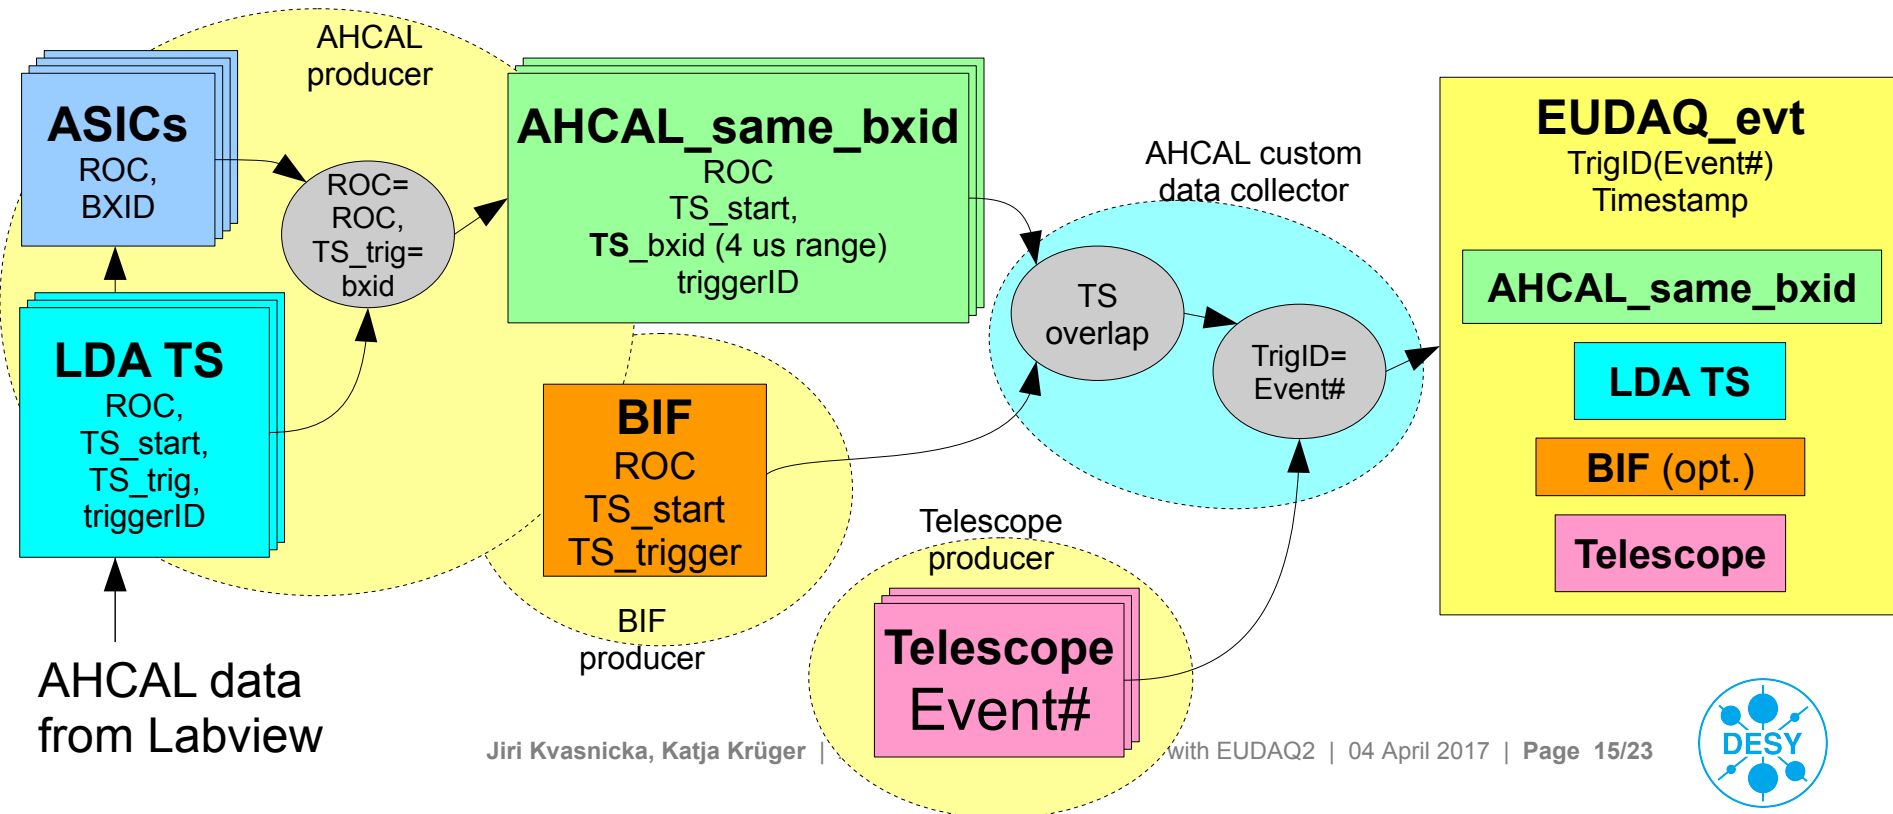 AHCAL
producer
ASICs
ROC,
BXID
ROC=
ROC,
TS_trig=
bxid
LDA TS
ROC,
TS_start,
TS_trig,
triggerID
AHCAL data
from Labview
AHCAL_same_bxid
ROC
TS_start,
TS_bxid (4 us range)
triggerID
BIF
ROC
TS_start
TS_trigger
BIF
producer
AHCAL custom
data collector
TS
overlap
TrigID=
Event#
Telescope
producer
Telescope
Event#
EUDAQ_evt
TrigID(Event#)
Timestamp
AHCAL_same_bxid
LDA TS
BIF (opt.)
Telescope
Jiri Kvasnicka, Katja Krüger | with EUDAQ2 | 04 April 2017 | Page 15/23
DESY